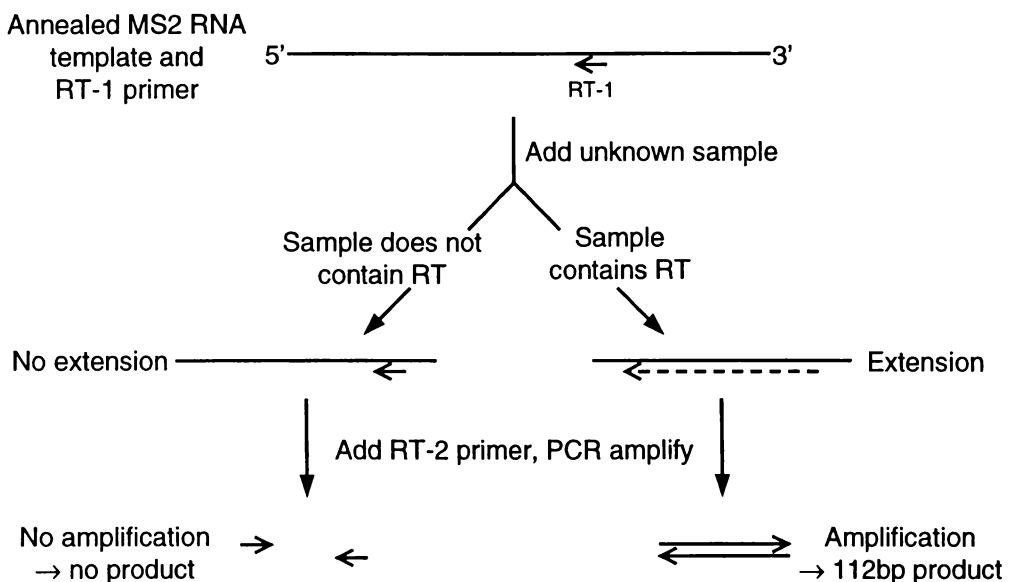 Annealed MS2 RNA
template and
RT-1 primer
5’
3’
RT-1
Add unknown sample
Sample does not
contain RT
Sample
contains RT
No extension
Extension
Add RT-2 primer, PCR amplify
No amplification
→ no product
Amplification
→ 112bp product